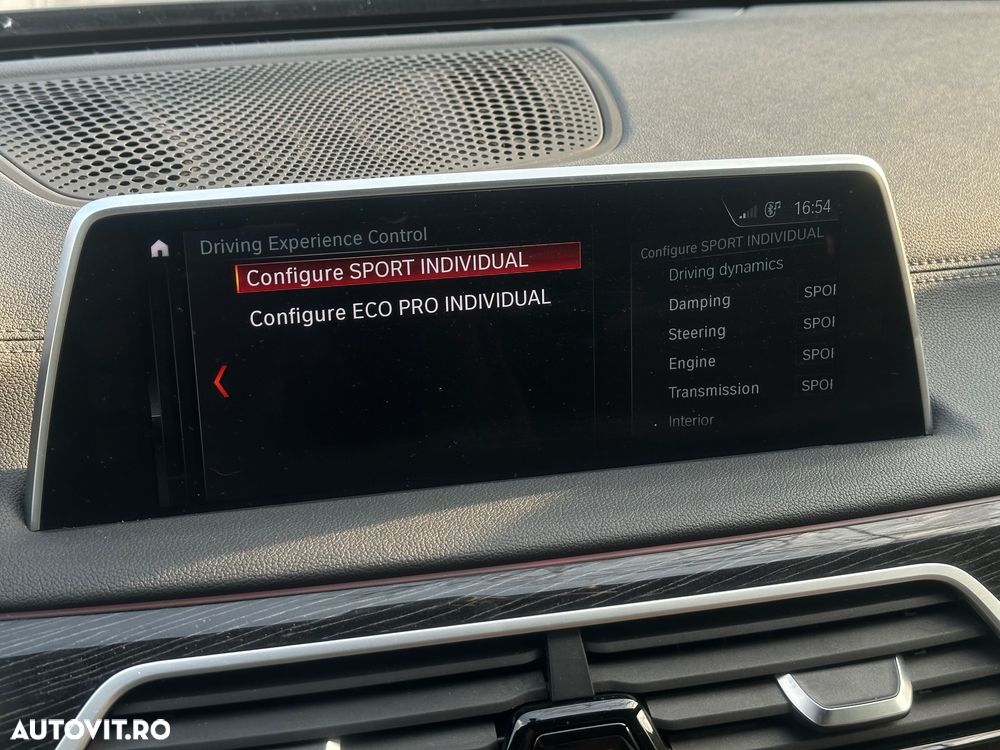 16:54
Driving Experience Control
Configure SPORT INDIVIDUAL
Configure ECO PRO INDIVIDUAL
Configure SPORT INDIVIDUAL
Driving dynamics
Damping SPOI
Steering SPOI
Engine SPOI
Transmission SPOI
Interior
AUTOVIT.RO